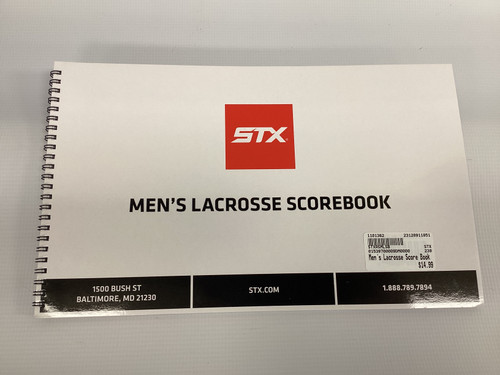 STX
MEN'S LACROSSE SCOREBOOK
Men's Lacrosse Score Book
$14.99
1500 BUSH ST
BALTIMORE, MD 21230
STX.COM
1.888.789.7894